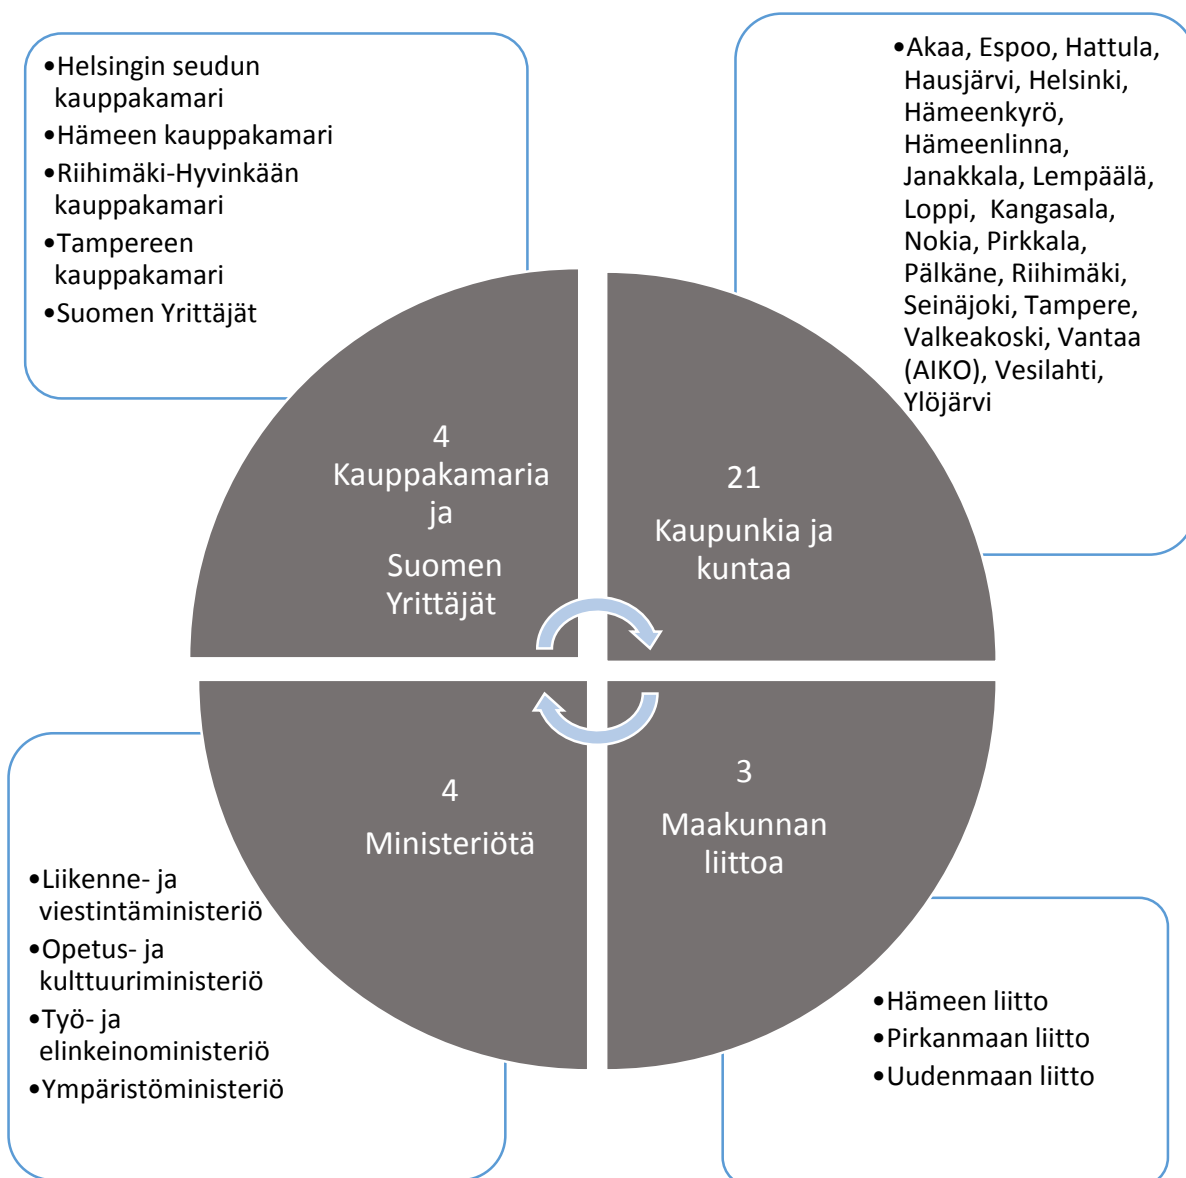 •Helsingin seudun
kauppakamari
•Hämeen kauppakamari
•Riihimäki-Hyvinkään
kauppakamari
•Tampereen
kauppakamari
•Suomen Yrittäjät
•Akaa, Espoo, Hattula,
Hausjärvi, Helsinki,
Hämeenkyrö,
Hämeenlinna,
Janakkala, Lempäälä,
Loppi, Kangasala,
Nokia, Pirkkala,
Pälkäne, Riihimäki,
Seinäjoki, Tampere,
Valkeakoski, Vantaa
(AIKO), Vesilahti,
Ylöjärvi
4
Kauppakamaria
ja
Suomen
Yrittäjät
21
Kaupunkia ja
kuntaa
4
Ministeriötä
3
Maakunnan
liittoa
•Liikenne- ja
viestintäministeriö
•Opetus- ja
kulttuuriministeriö
•Työ- ja
elinkeinoministeriö
•Ympäristöministeriö
•Hämeen liitto
•Pirkanmaan liitto
•Uudenmaan liitto